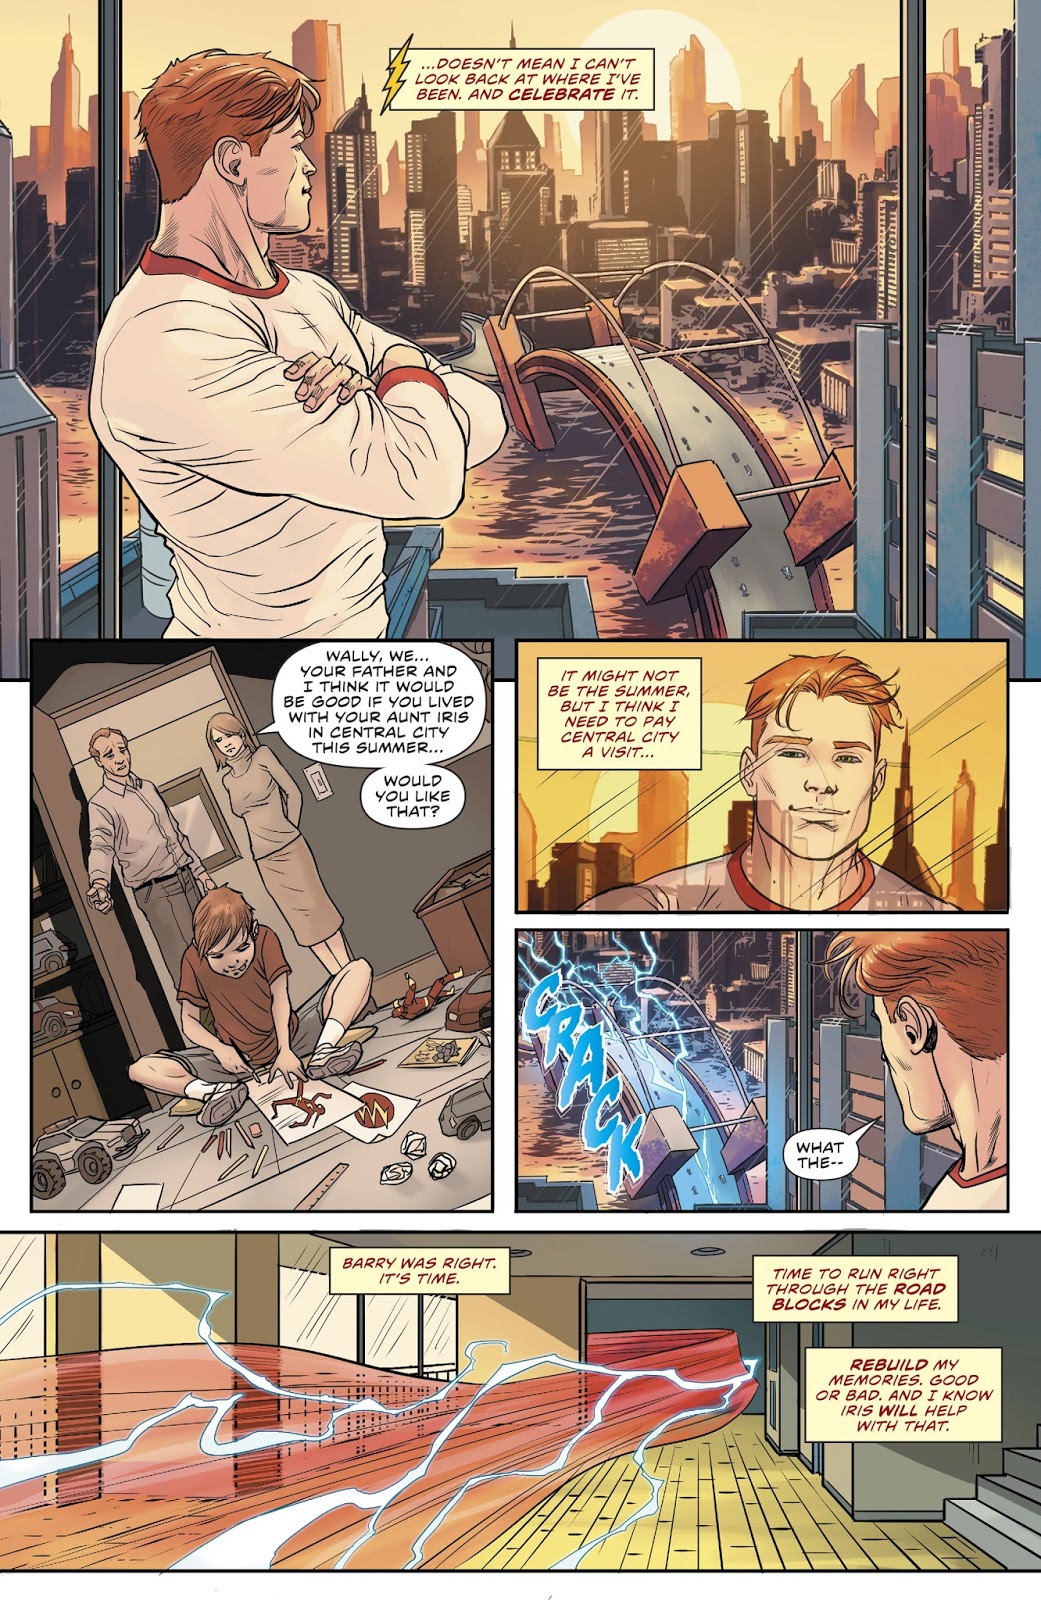 ...DOESN'T MEAN I CAN'T
LOOK BACK AT WHERE I'VE
BEEN. AND CELEBRATE IT.
WALLY, WE...
YOUR FATHER AND
I THINK IT WOULD
BE GOOD IF YOU LIVED
WITH YOUR AUNT IRIS
IN CENTRAL CITY
THIS SUMMER...
WOULD
YOU LIKE
THAT?
IT MIGHT NOT
BE THE SUMMER,
BUT I THINK I
NEED TO PAY
CENTRAL CITY
A VISIT...
CRACK
WHAT
THE--
BARRY WAS RIGHT.
IT'S TIME.
TIME TO RUN RIGHT
THROUGH THE ROAD
BLOCKS IN MY LIFE.
REBUILD MY
MEMORIES. GOOD
OR BAD. AND I KNOW
IRIS WILL HELP
WITH THAT.